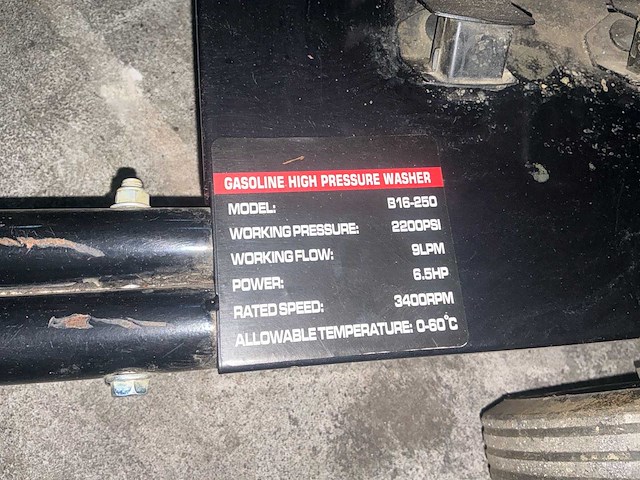 GASOLINE HIGH PRESSURE WASHER
MODEL: B16-250
WORKING PRESSURE: 2200PSI
WORKING FLOW: 9LPM
POWER: 6.5HP
RATED SPEED: 3400RPM
ALLOWABLE TEMPERATURE: 0-60°C